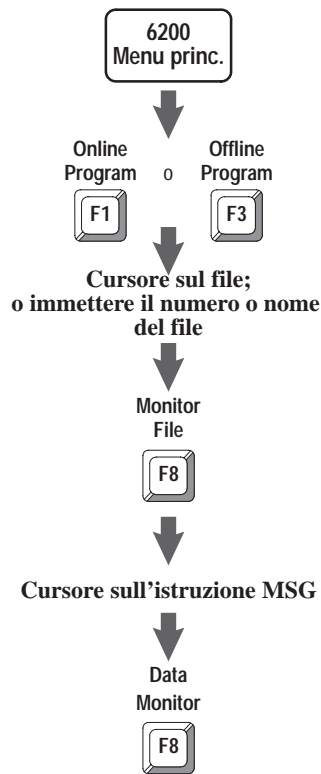 6200
Menu princ.
Online Offline
Program o Program
F1 F3
Cursore sul file;
o immettere il numero o nome
del file
Monitor
File
F8
Cursore sull'istruzione MSG
Data
Monitor
F8